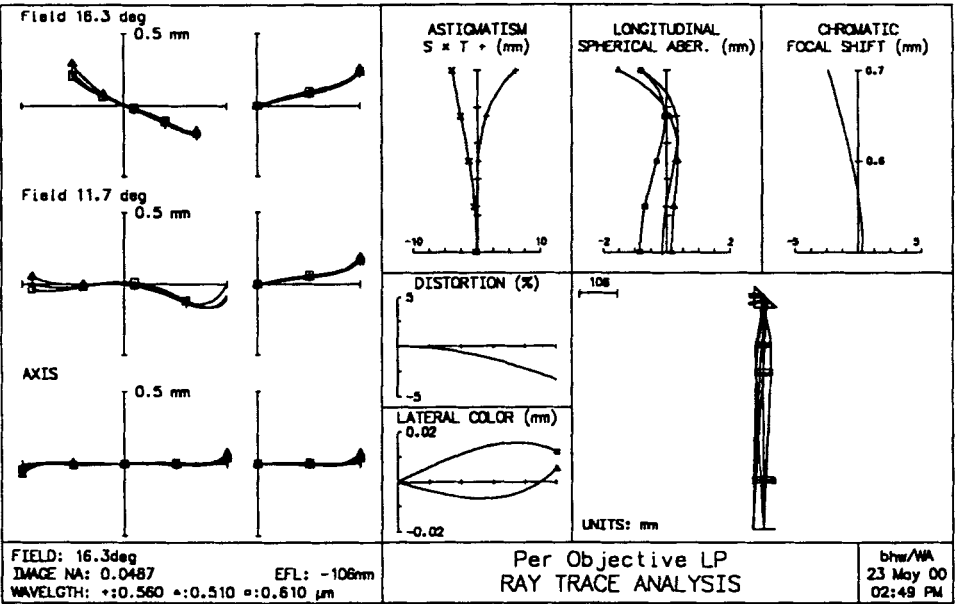 Field 16.3 deg
0.5 mm
Field 11.7 deg
0.5 mm
AXIS
0.5 mm
ASTIGMATISM
S × T + (mm)
-10
10
LONGITUDINAL
SPHERICAL ABER. (mm)
-2
2
CHROMATIC
FOCAL SHIFT (mm)
0.7
0.6
DISTORTION (%)
-5
LATERAL COLOR (mm)
0.02
-0.02
106
UNITS: mm
FIELD: 16.3deg
IMAGE NA: 0.0487
EFL: -106mm
WAVELGTH: +:0.560 ▵:0.510 ▫:0.610 µm
Per Objective LP
RAY TRACE ANALYSIS
bhw/WA
23 May 00
02:49 PM